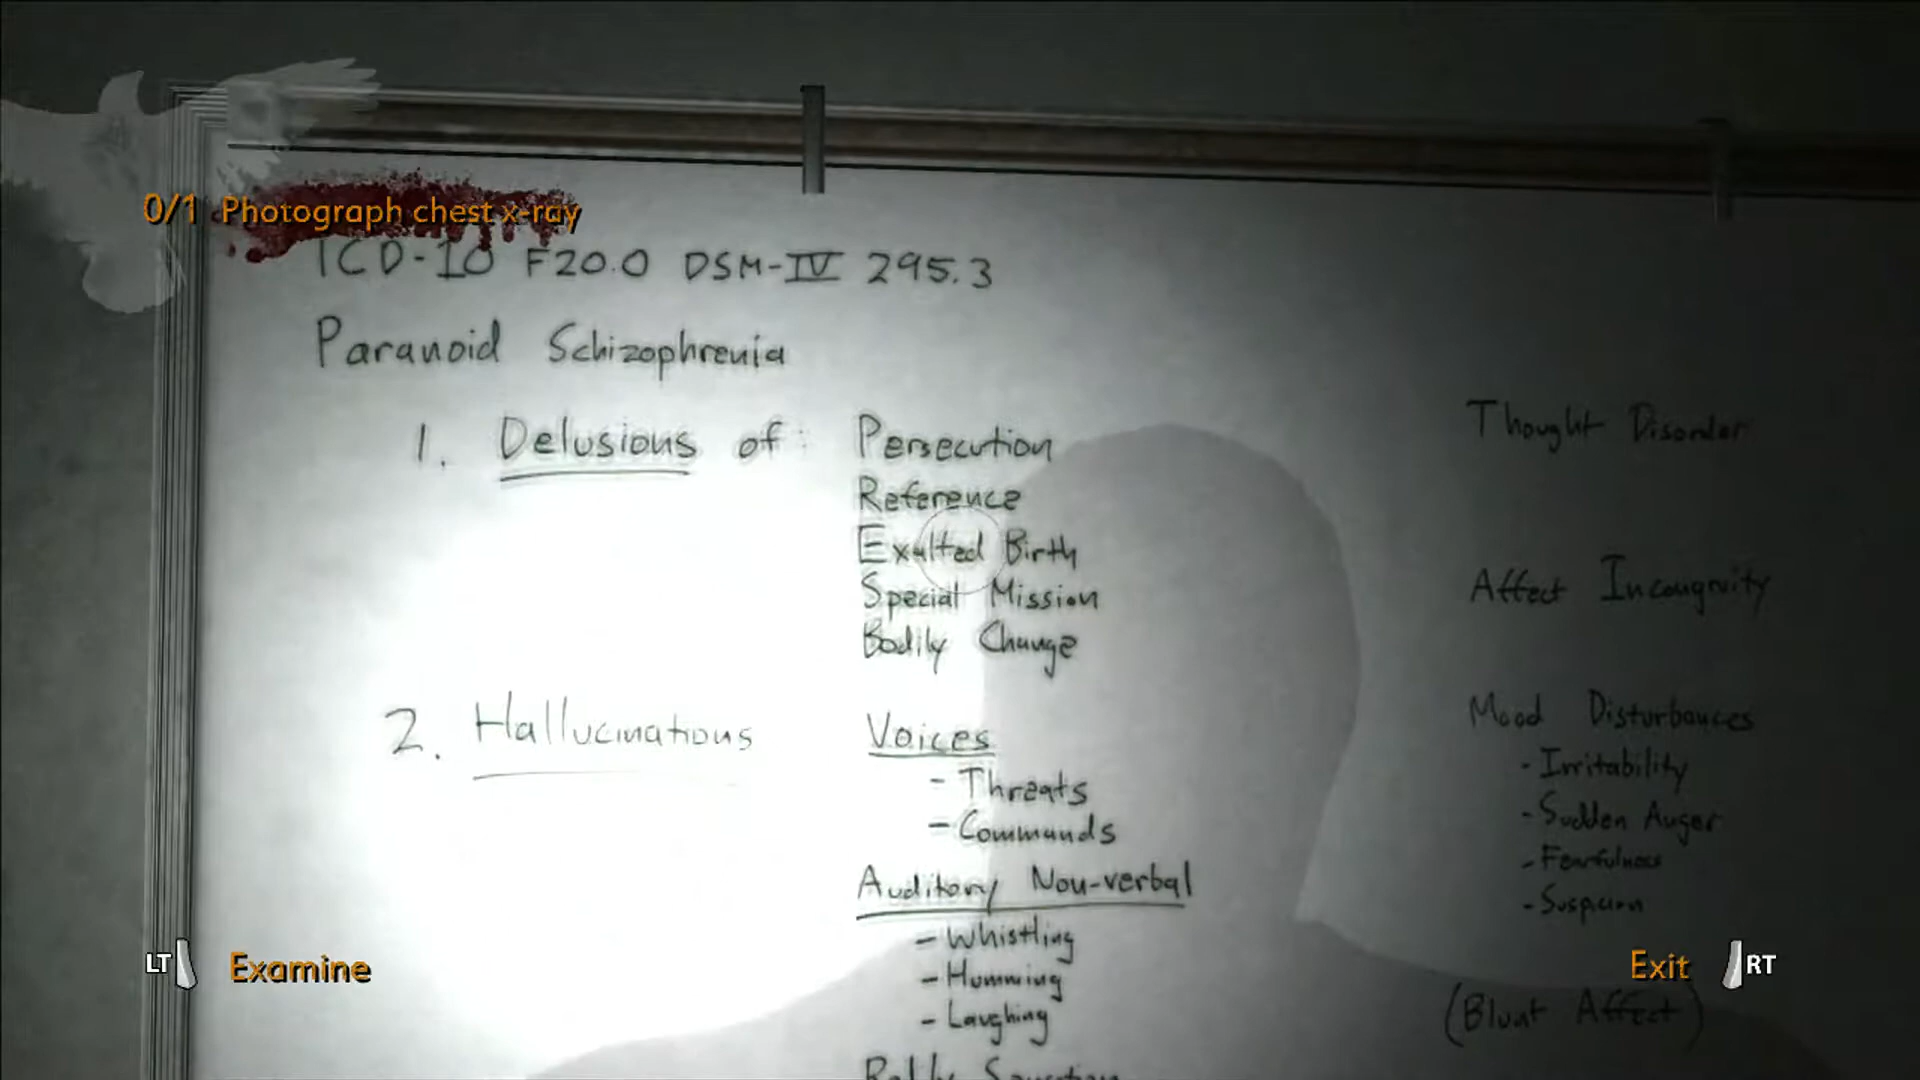 0/1 Photograph chest x-ray
ICD-10 F20.0 DSM-IV 295.3
Paranoid Schizophrenia
1. Delusions of: Persecution
Reference
Exalted Birth
Special Mission
Bodily Change
2. Hallucinations
Voices
- Threats
- Commands
Auditory Non-verbal
- Whistling
- Humming
- Laughing
Thought Disorder
Affect Incongruity
Mood Disturbances
- Irritability
- Sudden Anger
- Fearfulness
(Blunt Affect)
LT Examine
Exit RT